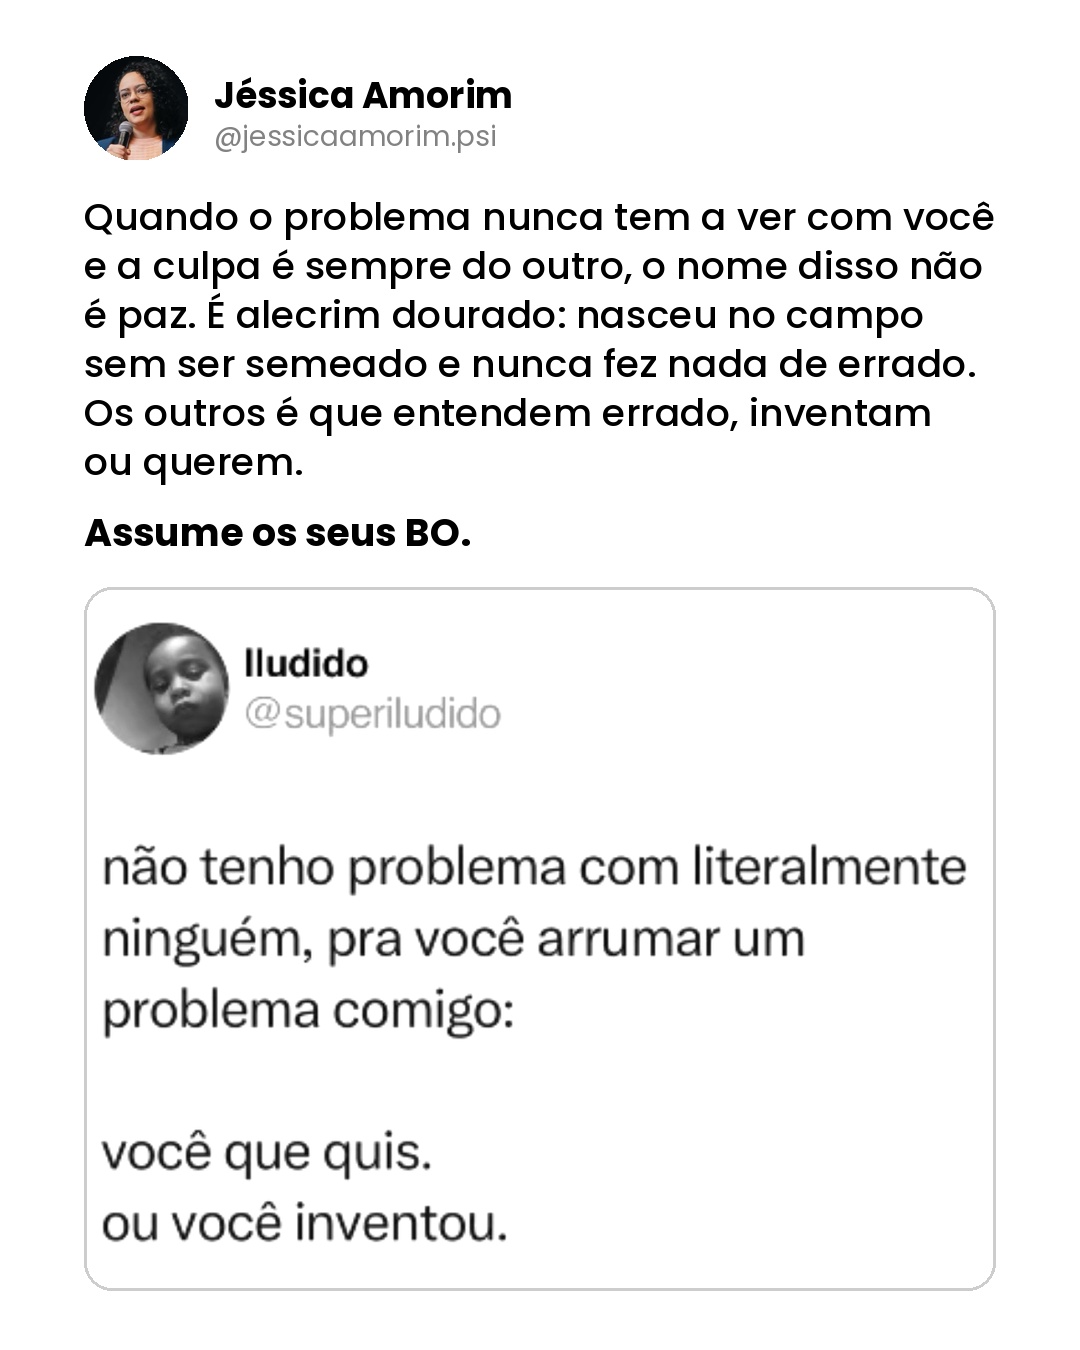 Jéssica Amorim
@jessicaamorim.psi
Quando o problema nunca tem a ver com você
e a culpa é sempre do outro, o nome disso não
é paz. É alecrim dourado: nasceu no campo
sem ser semeado e nunca fez nada de errado.
Os outros é que entendem errado, inventam
ou querem.
Assume os seus BO.
Iludido
@superiludido
não tenho problema com literalmente
ninguém, pra você arrumar um
problema comigo:
você que quis.
ou você inventou.